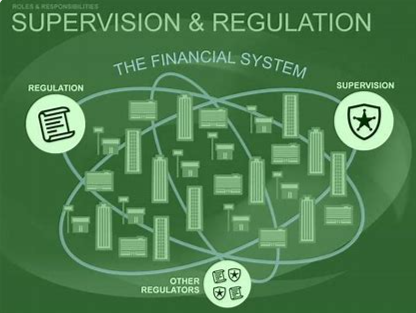 ROLES & RESPONSIBILITIES
SUPERVISION & REGULATION
THE FINANCIAL SYSTEM
REGULATION
SUPERVISION
OTHER
REGULATORS